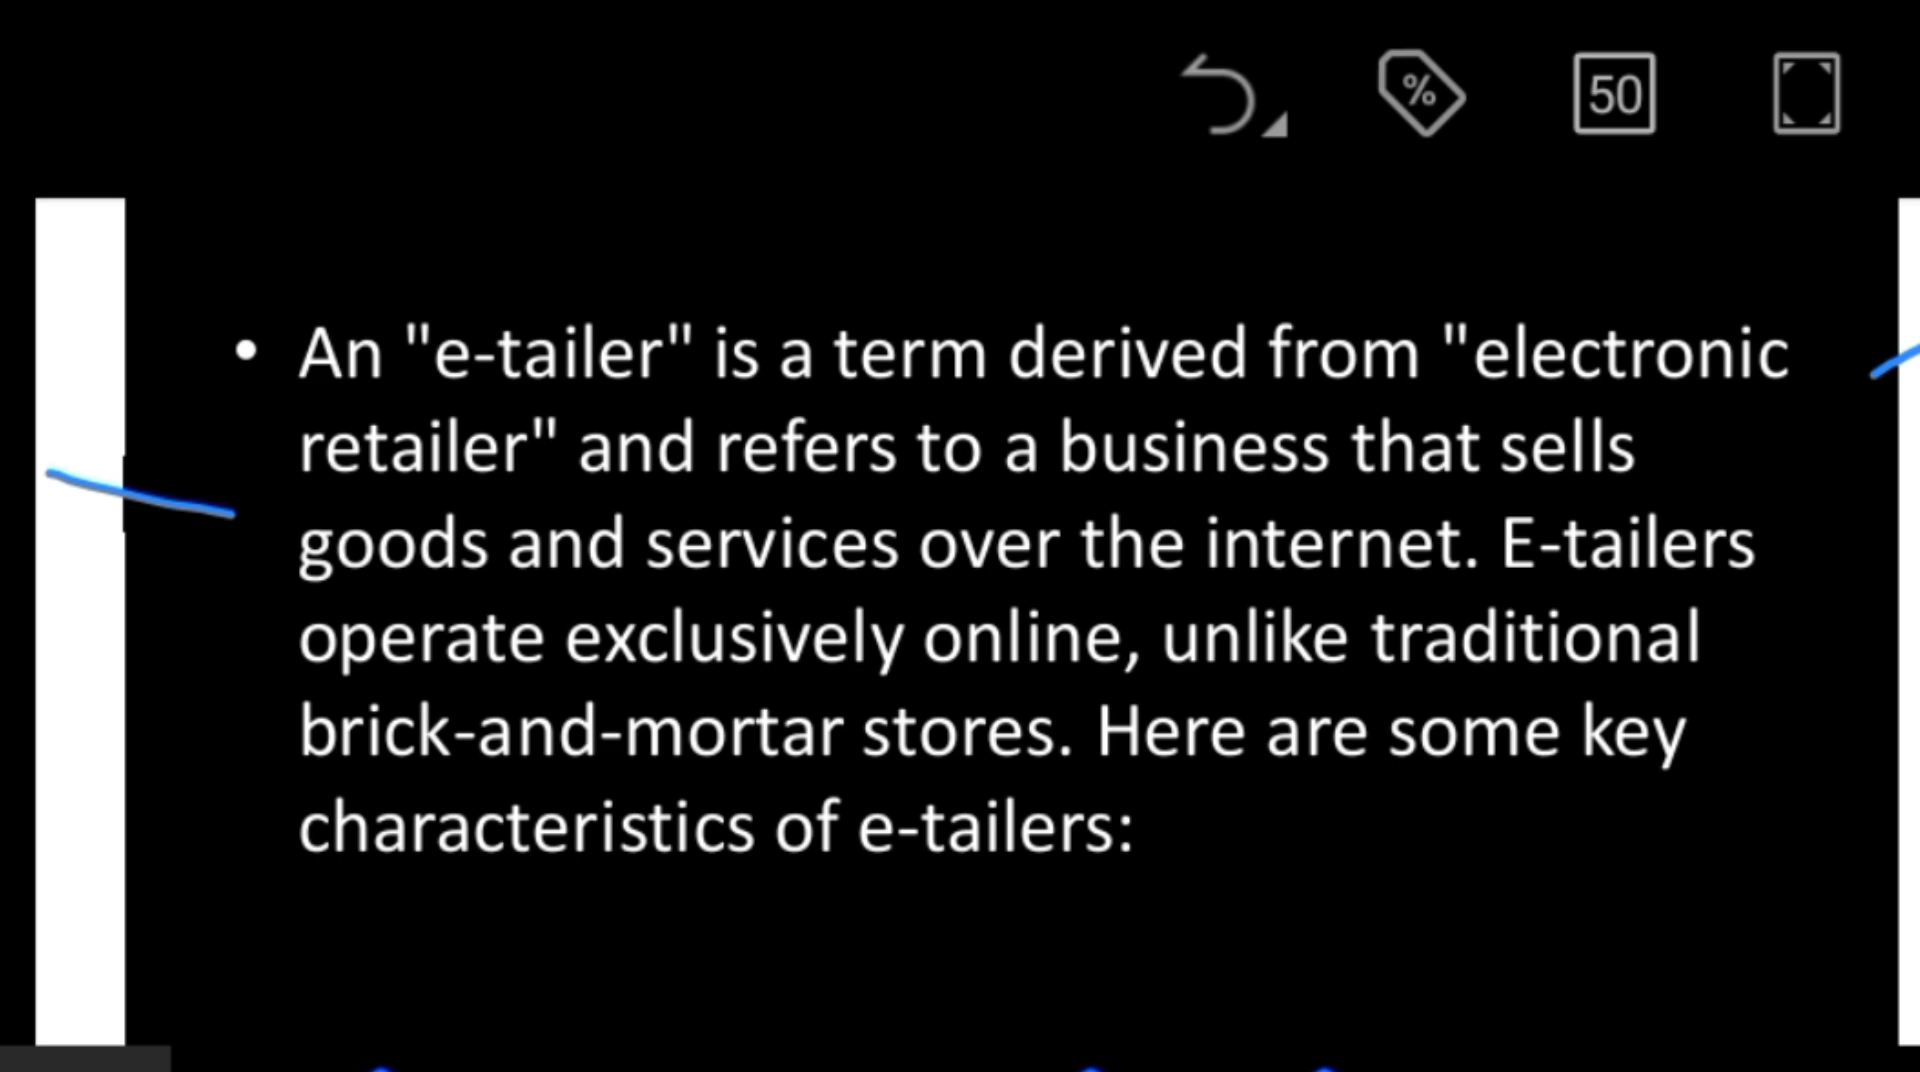 %
50
• An "e-tailer" is a term derived from "electronic
retailer" and refers to a business that sells
goods and services over the internet. E-tailers
operate exclusively online, unlike traditional
brick-and-mortar stores. Here are some key
characteristics of e-tailers: